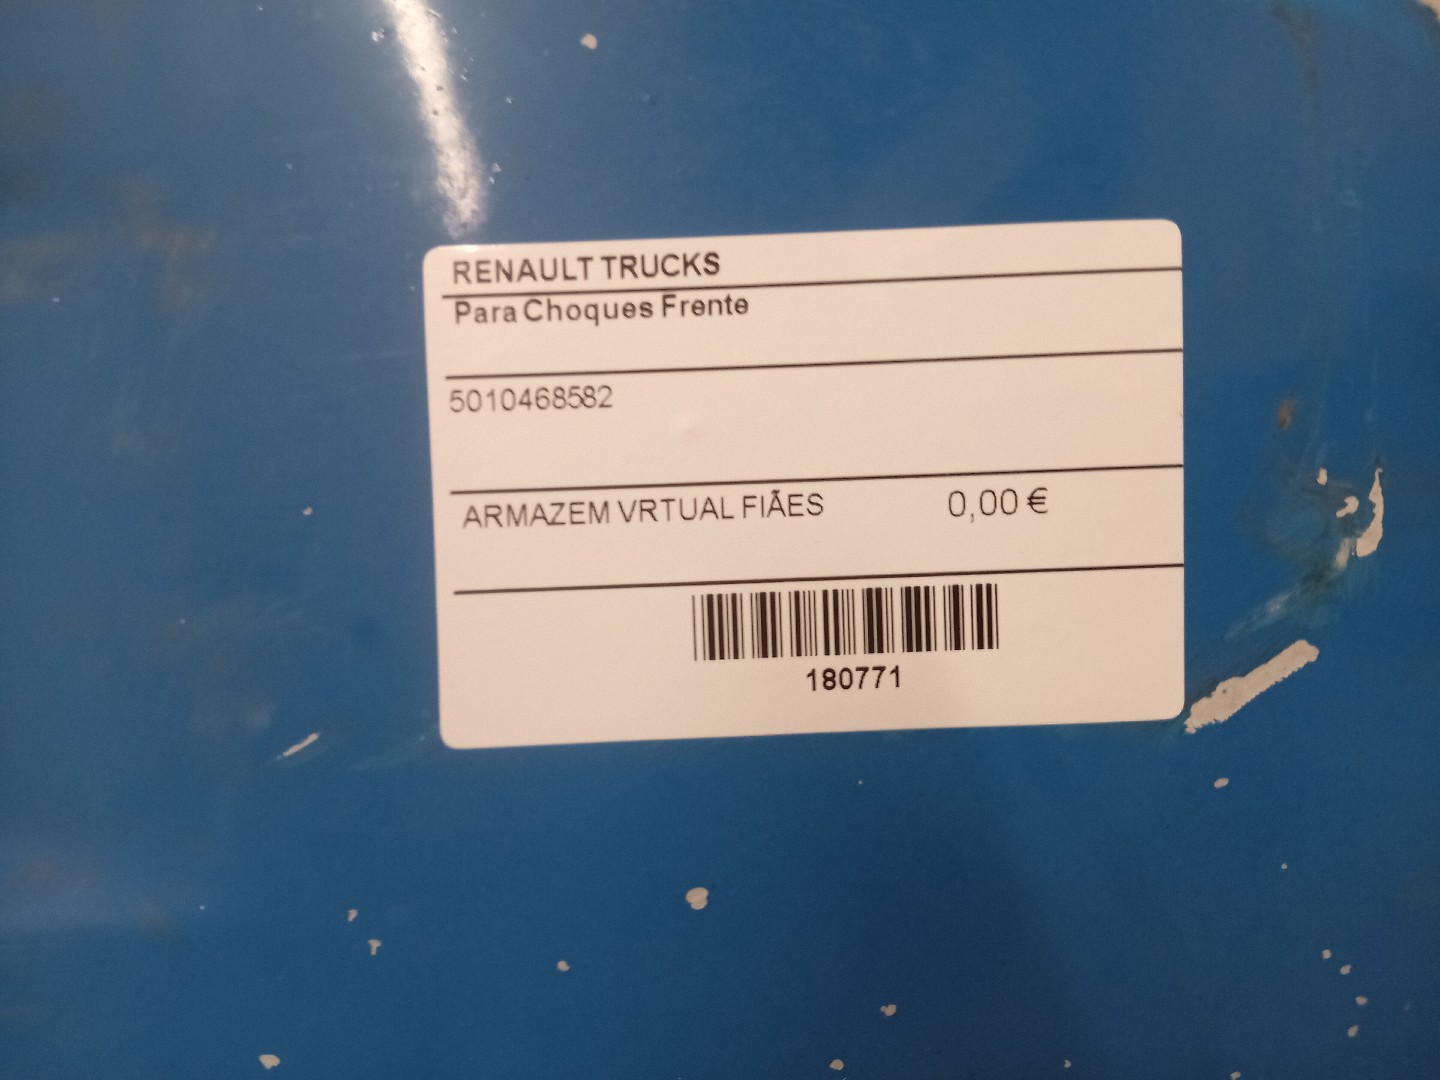 RENAULT TRUCKS
Para Choques Frente
5010468582
ARMAZEM VRTUAL FIÃES 0,00 €
180771